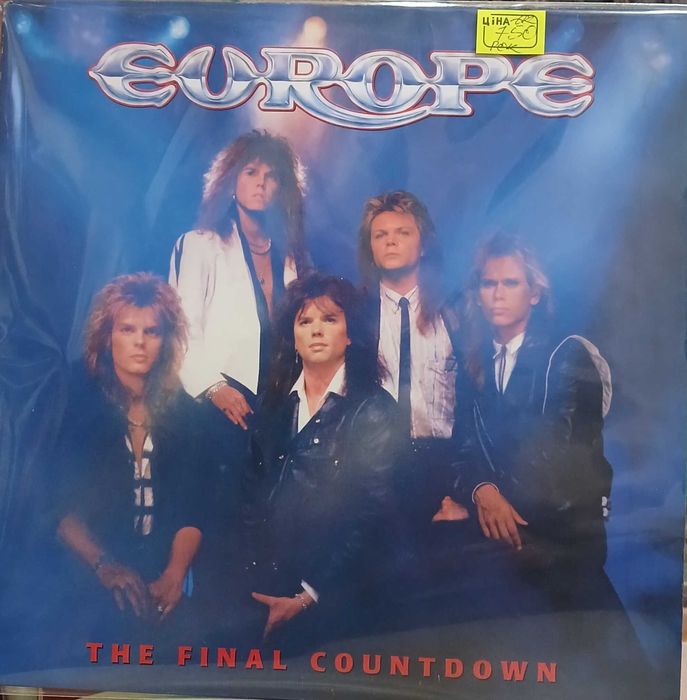 ЦІНА
750
EUROPE
THE FINAL COUNTDOWN